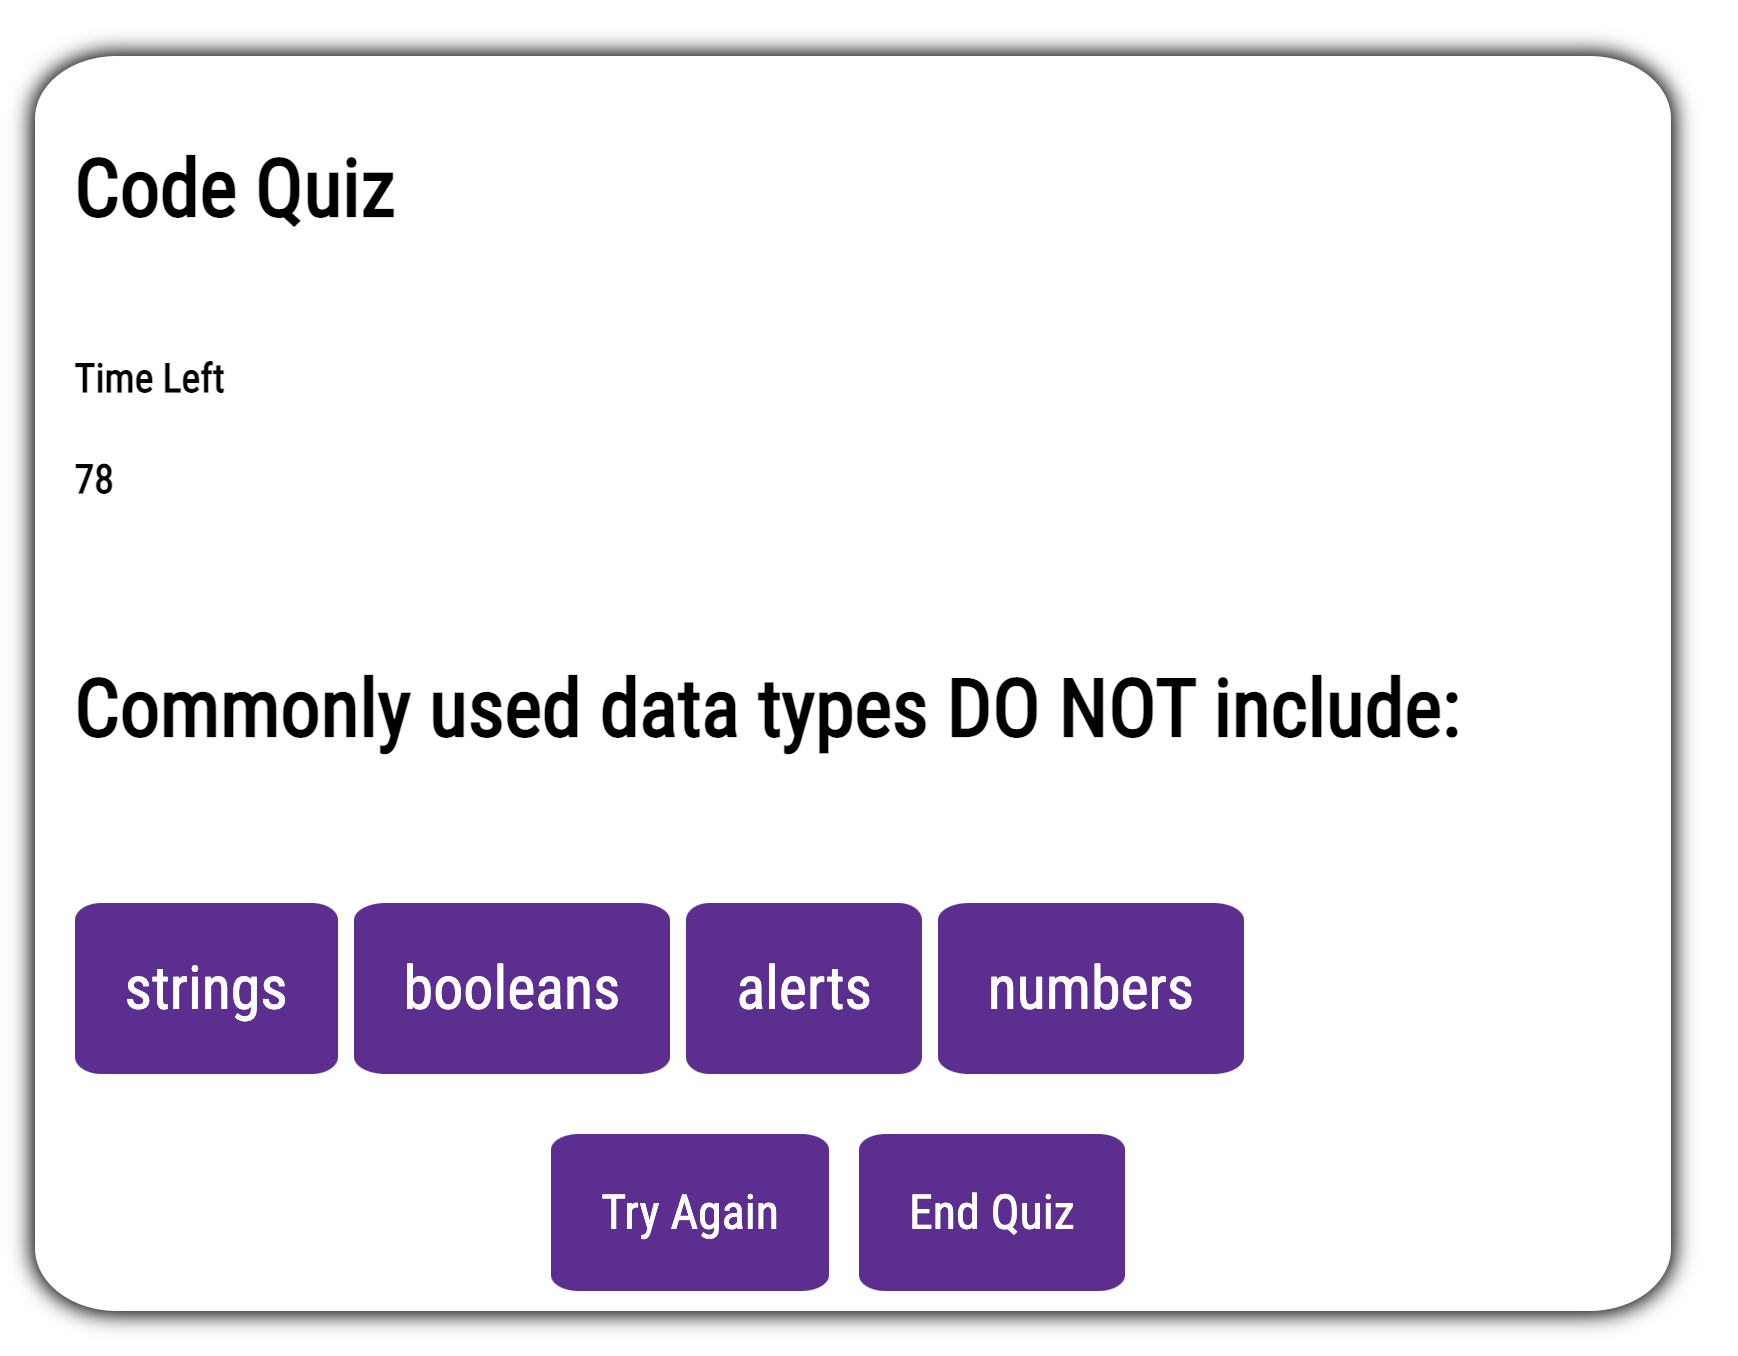 Code Quiz
Time Left
78
Commonly used data types DO NOT include:
strings booleans alerts numbers
Try Again End Quiz